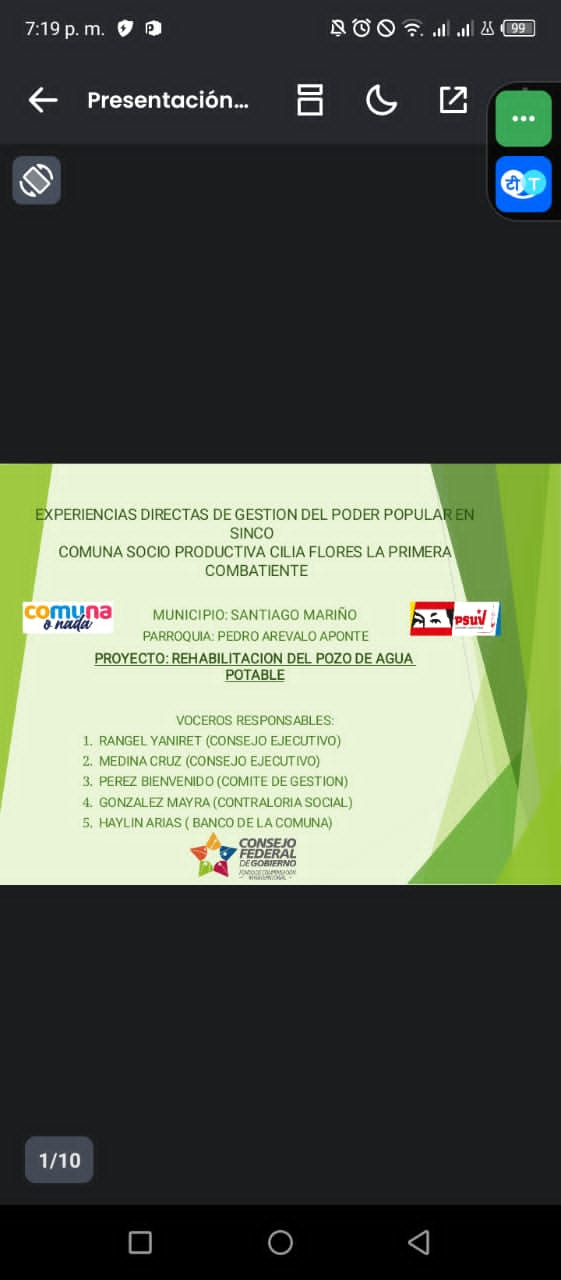 7:19 p. m.
99
Presentación...
टी T
EXPERIENCIAS DIRECTAS DE GESTION DEL PODER POPULAR EN
SINCO
COMUNA SOCIO PRODUCTIVA CILIA FLORES LA PRIMERA
COMBATIENTE
comuna
o nada
MUNICIPIO: SANTIAGO MARIÑO
PSUV
PARROQUIA: PEDRO AREVALO APONTE
PROYECTO: REHABILITACION DEL POZO DE AGUA
POTABLE
VOCEROS RESPONSABLES:
1. RANGEL YANIRET (CONSEJO EJECUTIVO)
2. MEDINA CRUZ (CONSEJO EJECUTIVO)
3. PEREZ BIENVENIDO (COMITE DE GESTION)
4. GONZALEZ MAYRA (CONTRALORIA SOCIAL)
5. HAYLIN ARIAS ( BANCO DE LA COMUNA)
CONSEJO
FEDERAL
DE GOBIERNO
1/10